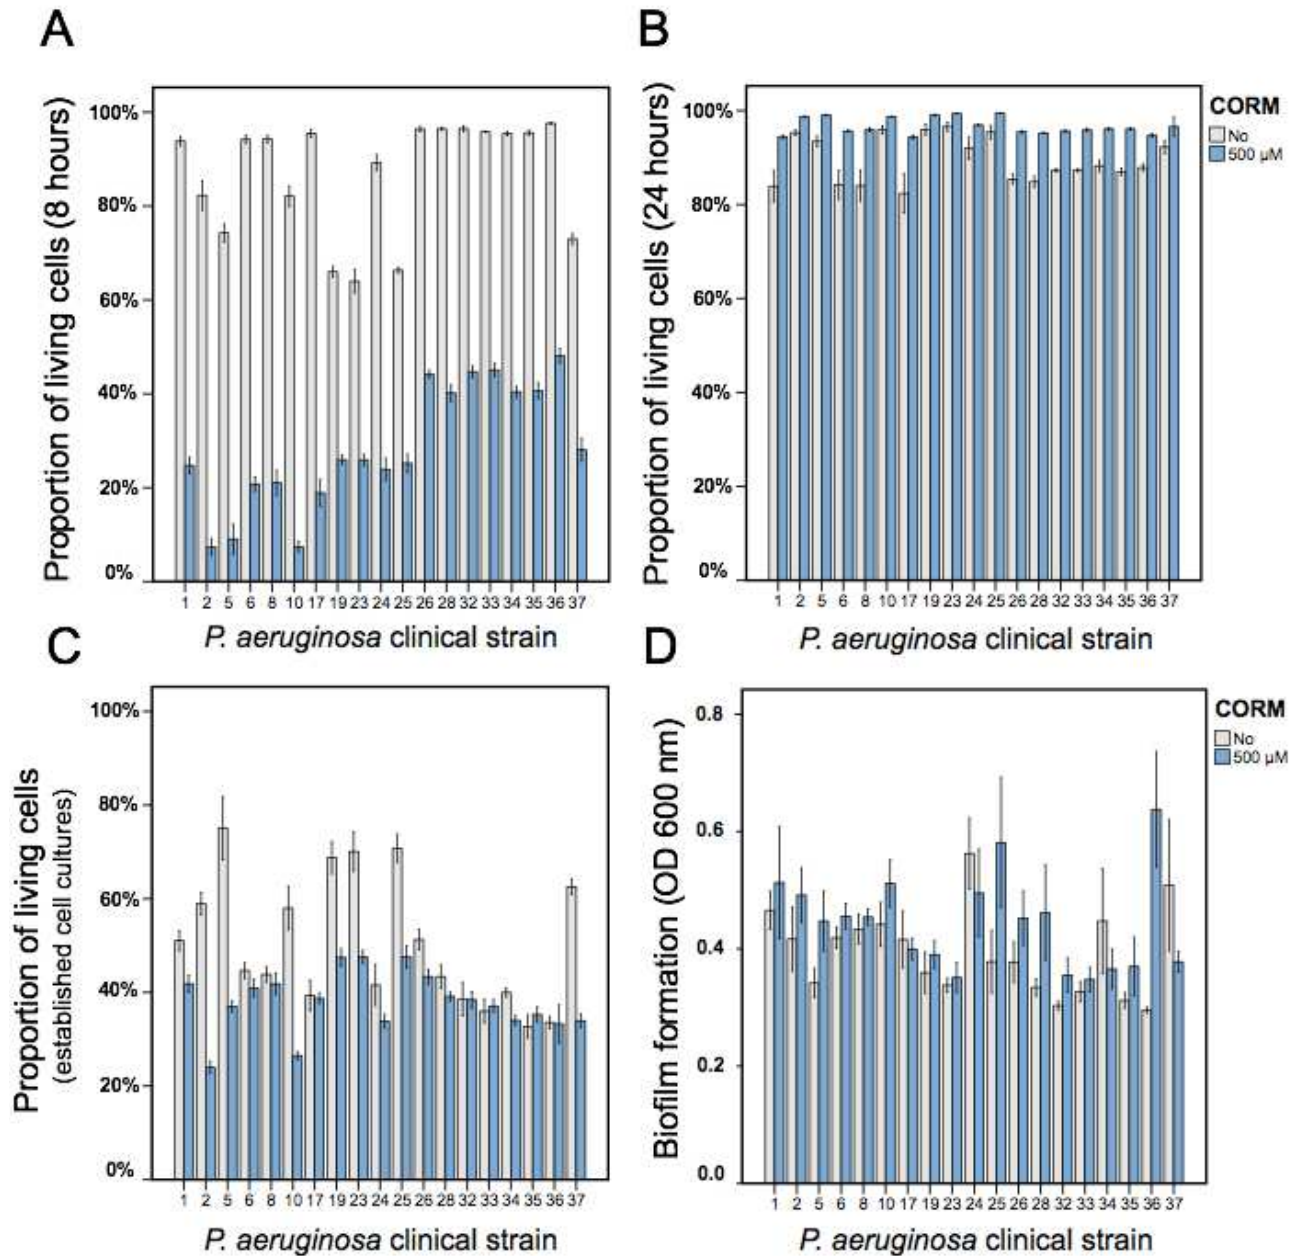 A
Proportion of living cells (8 hours)
100%
80%
60%
40%
20%
0%
1 2 5 6 8 10 17 19 23 24 25 26 28 32 33 34 35 36 37
P. aeruginosa clinical strain
B
Proportion of living cells (24 hours)
100%
80%
60%
40%
20%
0%
1 2 5 6 8 10 17 19 23 24 25 26 28 32 33 34 35 36 37
P. aeruginosa clinical strain
CORM
No
500 µM
C
Proportion of living cells
(established cell cultures)
100%
80%
60%
40%
20%
0%
1 2 5 6 8 10 17 19 23 24 25 26 28 32 33 34 35 36 37
P. aeruginosa clinical strain
D
Biofilm formation (OD 600 nm)
0.8
0.6
0.4
0.2
0.0
1 2 5 6 8 10 17 19 23 24 25 26 28 32 33 34 35 36 37
P. aeruginosa clinical strain
CORM
No
500 µM